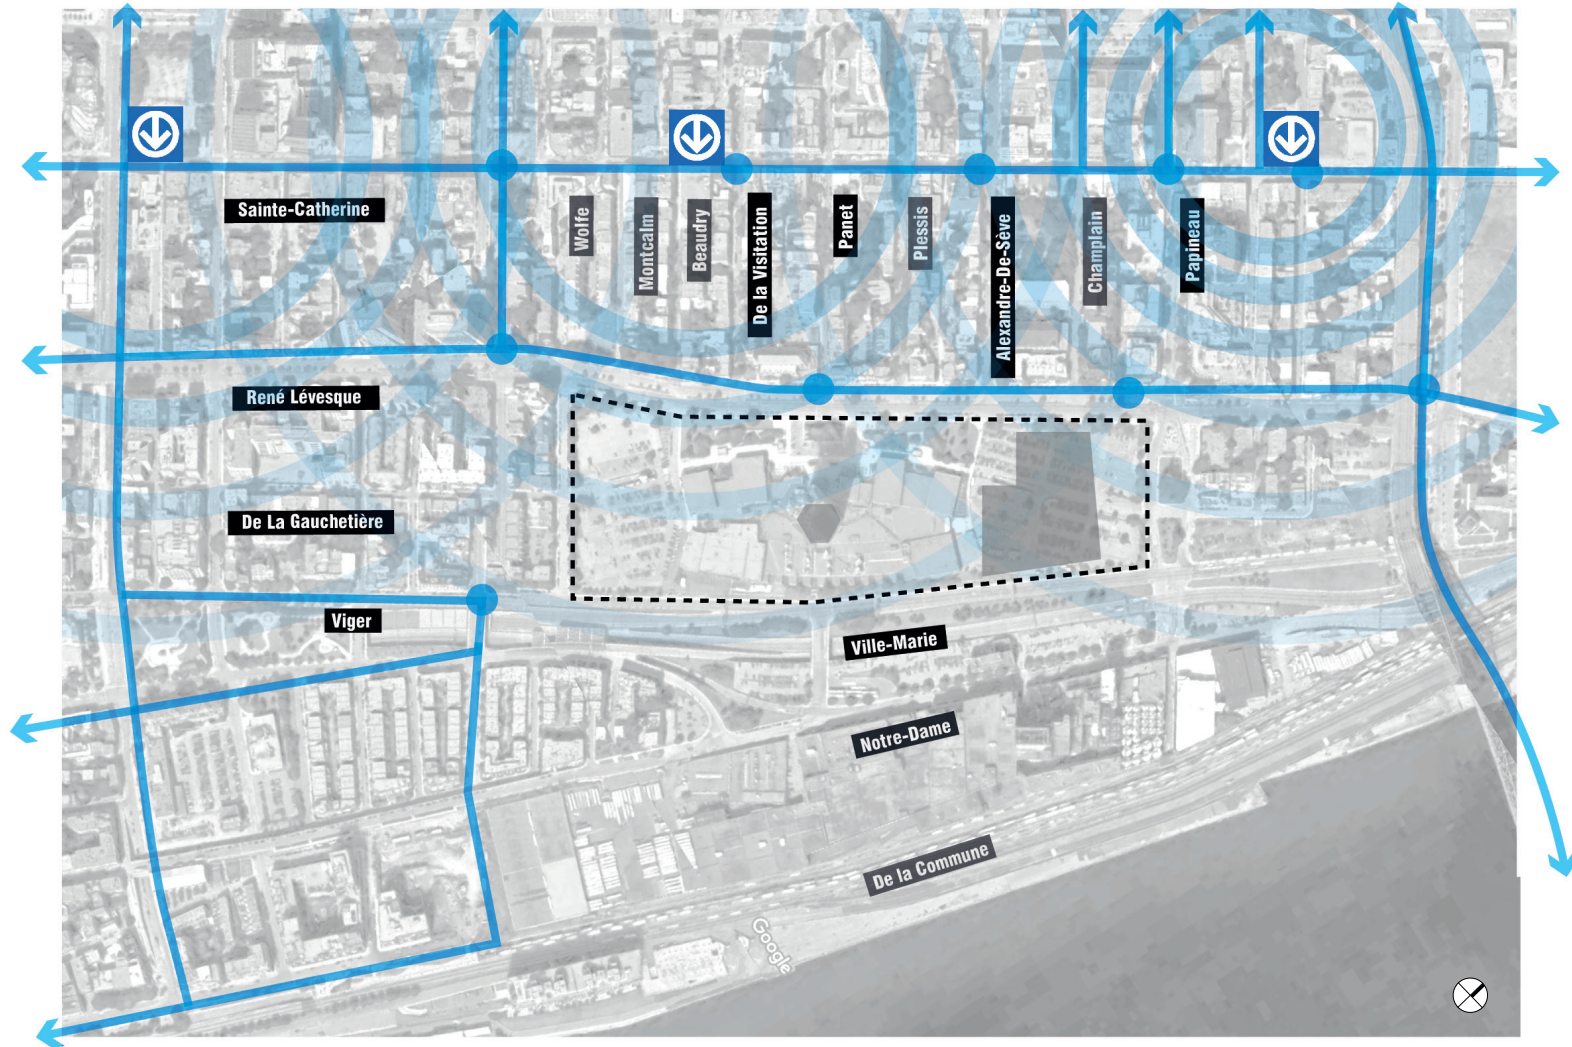 Sainte-Catherine
Wolfe
Montcalm
Beaudry
De la Visitation
Panet
Plessis
Alexandre-De-Sève
Champlain
Papineau
René Lévesque
De La Gauchetière
Viger
Ville-Marie
Notre-Dame
De la Commune
Google